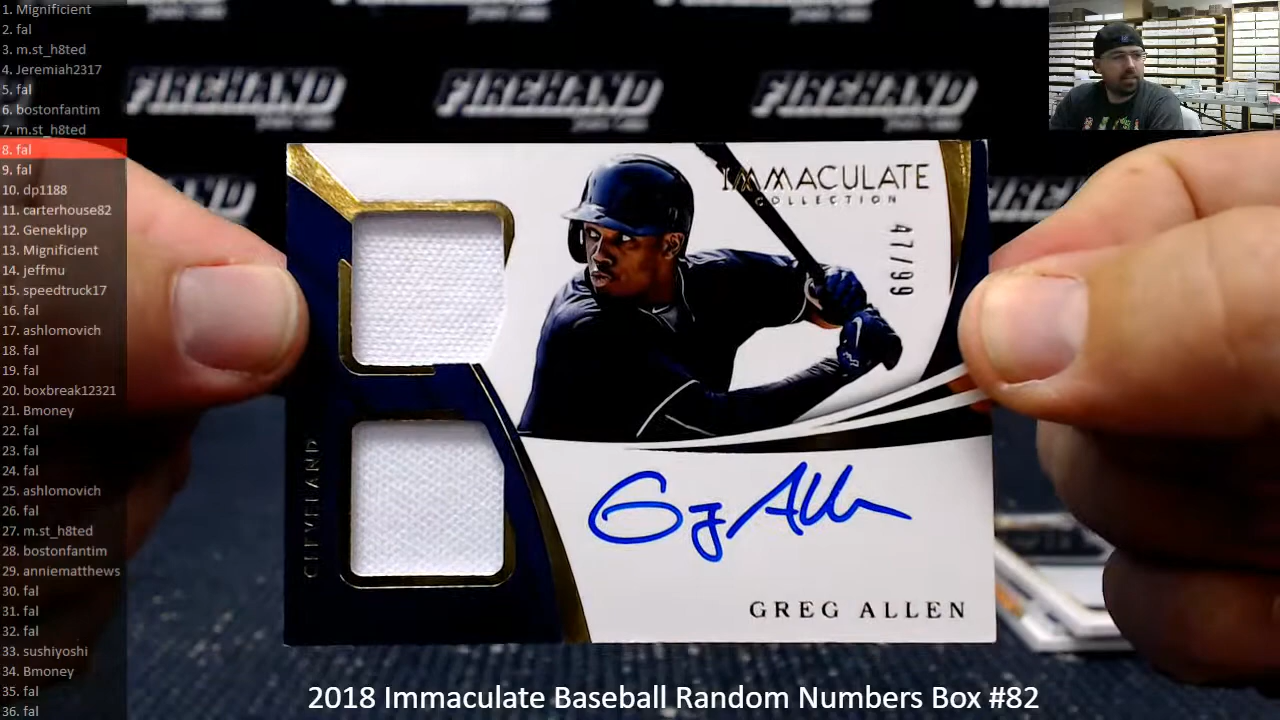 1. Mignificient
2. fal
3. m.st_h8ted
4. Jeremiah2317
5. fal
6. bostonfantim
7. m.st_h8ted
8. fal
9. fal
10. dp1188
11. carterhouse82
12. Geneklipp
13. Mignificient
14. jeffmu
15. speedtruck17
16. fal
17. ashlomovich
18. fal
19. fal
20. boxbreak12321
21. Bmoney
22. fal
23. fal
24. fal
25. ashlomovich
26. fal
27. m.st_h8ted
28. bostonfantim
29. anniematthews
30. fal
31. fal
32. fal
33. sushiyoshi
34. Bmoney
35. fal
36. fal
FIREHAND FIREHAND FIREHAND
IMMACULATE
COLLECTION
47/99
CLEVELAND
Greg Allen
GREG ALLEN
2018 Immaculate Baseball Random Numbers Box #82